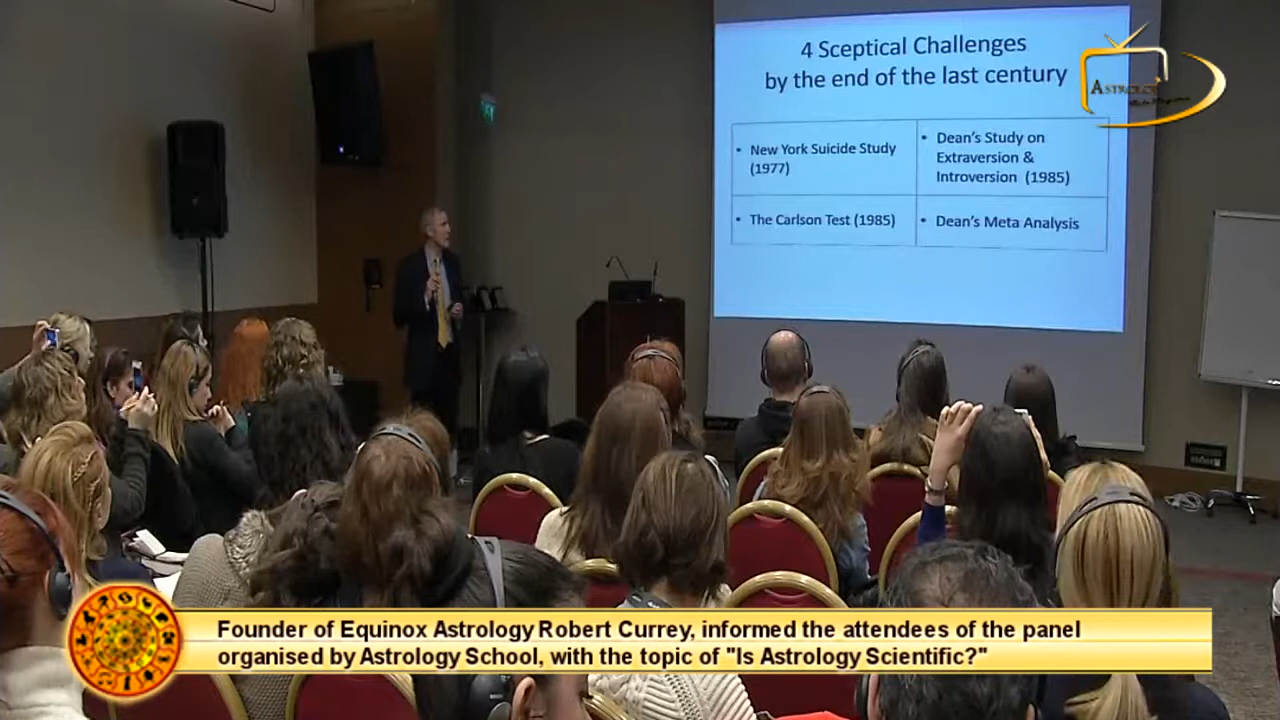 4 Sceptical Challenges
by the end of the last century
• New York Suicide Study
(1977)
• Dean's Study on
Extraversion &
Introversion (1985)
• The Carlson Test (1985)
• Dean's Meta Analysis
Founder of Equinox Astrology Robert Currey, informed the attendees of the panel
organised by Astrology School, with the topic of "Is Astrology Scientific?"